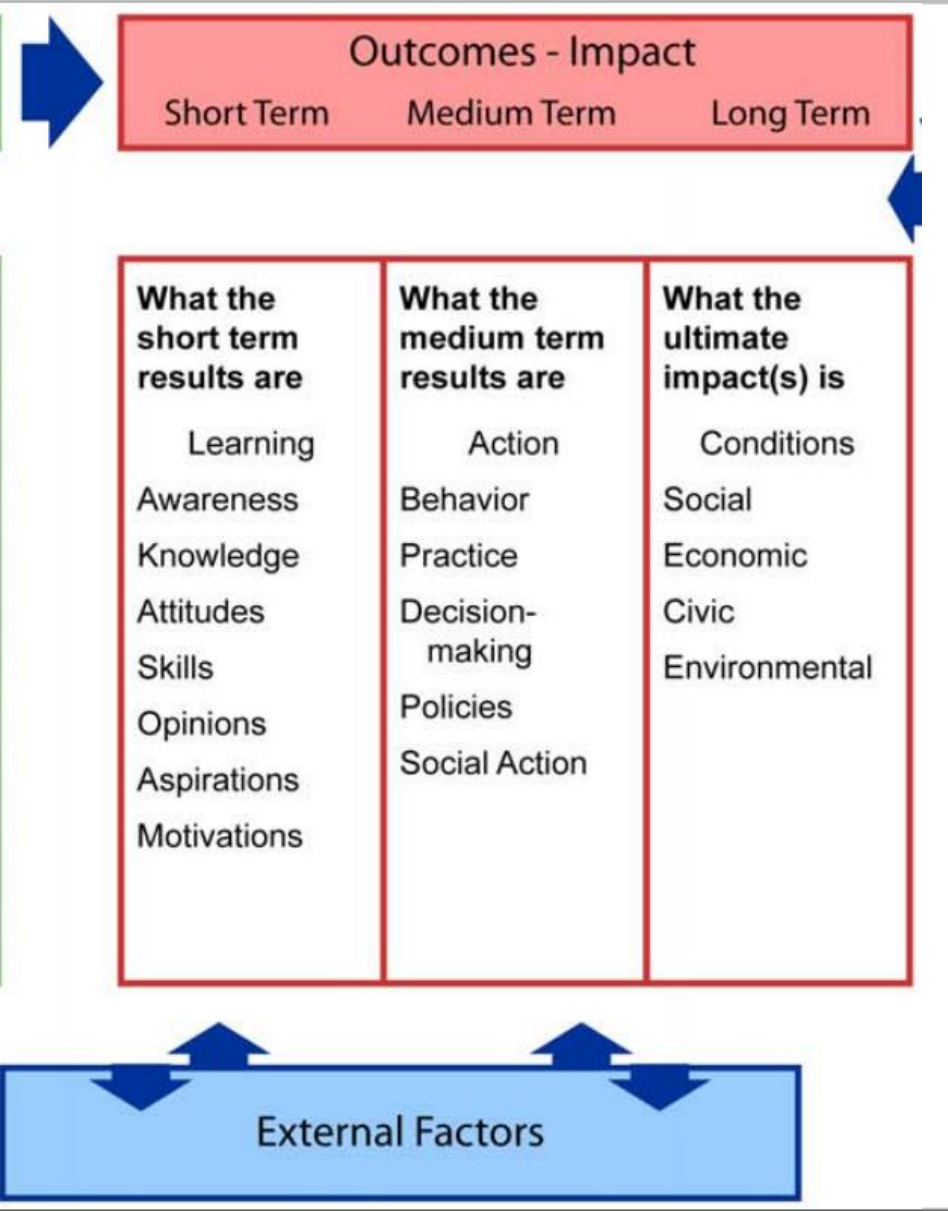 Outcomes - Impact
Short Term Medium Term Long Term
What the
short term
results are
Learning
Awareness
Knowledge
Attitudes
Skills
Opinions
Aspirations
Motivations
What the
medium term
results are
Action
Behavior
Practice
Decision-
making
Policies
Social Action
What the
ultimate
impact(s) is
Conditions
Social
Economic
Civic
Environmental
External Factors